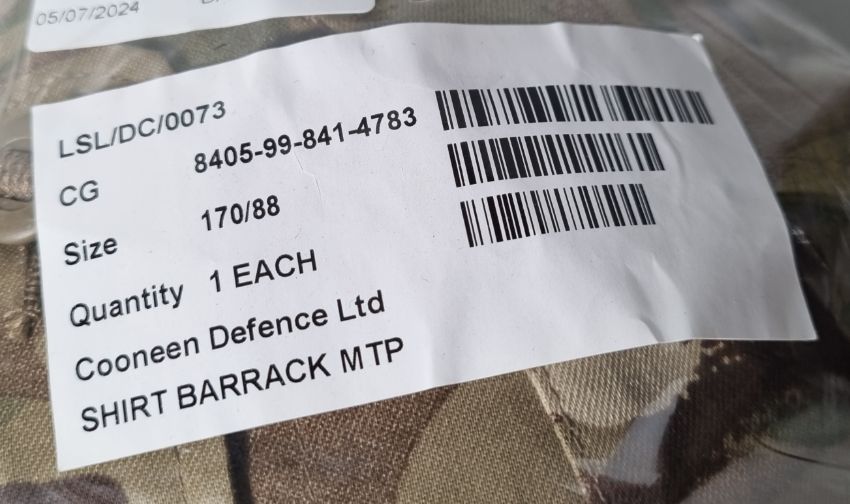 05/07/2024
LSL/DC/0073
CG 8405-99-841-4783
Size 170/88
Quantity 1 EACH
Cooneen Defence Ltd
SHIRT BARRACK MTP